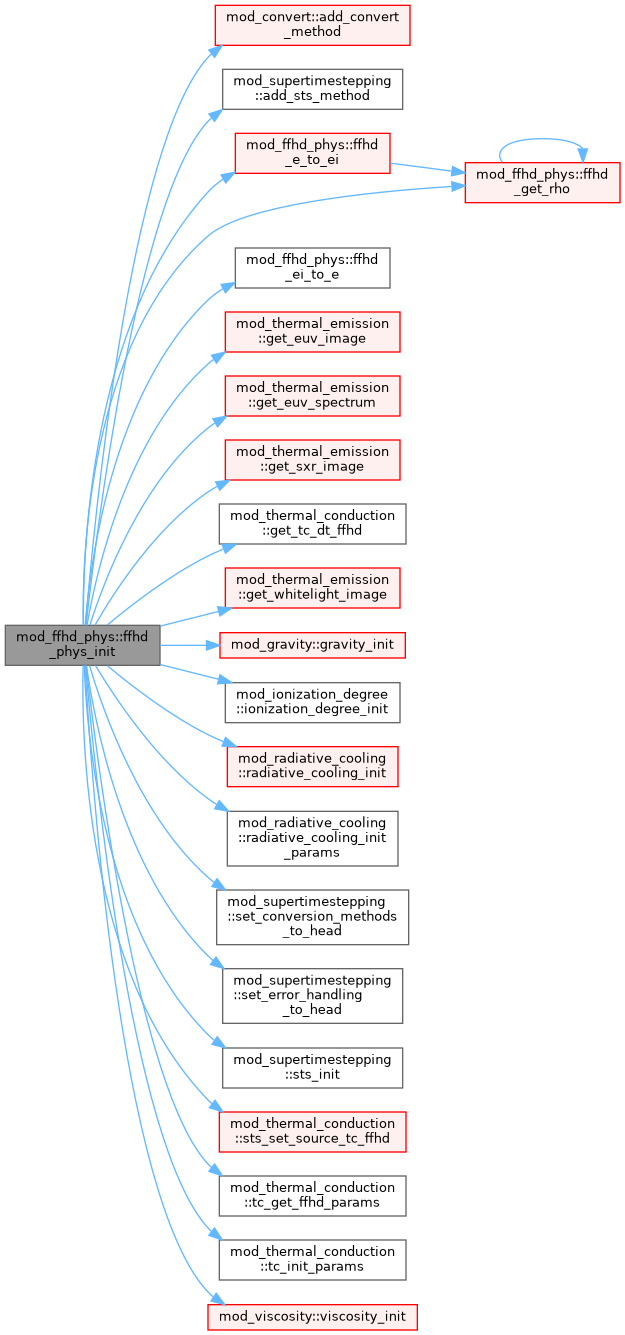 mod_convert::add_convert
_method
mod_supertimestepping
::add_sts_method
mod_ffhd_phys::ffhd
_e_to_ei
mod_ffhd_phys::ffhd
_get_rho
mod_ffhd_phys::ffhd
_ei_to_e
mod_thermal_emission
::get_euv_image
mod_thermal_emission
::get_euv_spectrum
mod_thermal_emission
::get_sxr_image
mod_thermal_conduction
::get_tc_dt_ffhd
mod_thermal_emission
::get_whitelight_image
mod_ffhd_phys::ffhd
_phys_init
mod_gravity::gravity_init
mod_ionization_degree
::ionization_degree_init
mod_radiative_cooling
::radiative_cooling_init
mod_radiative_cooling
::radiative_cooling_init
_params
mod_supertimestepping
::set_conversion_methods
_to_head
mod_supertimestepping
::set_error_handling
_to_head
mod_supertimestepping
::sts_init
mod_thermal_conduction
::sts_set_source_tc_ffhd
mod_thermal_conduction
::tc_get_ffhd_params
mod_thermal_conduction
::tc_init_params
mod_viscosity::viscosity_init